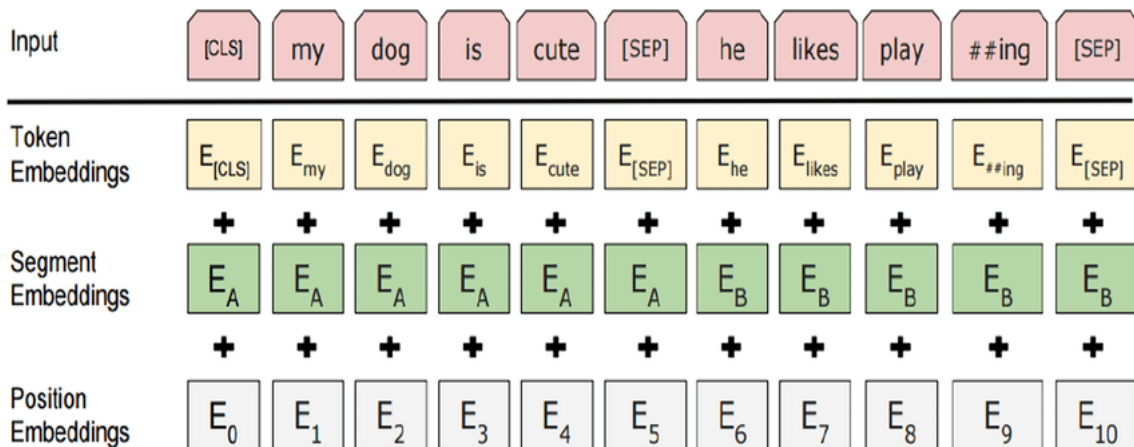 Input [CLS] my dog is cute [SEP] he likes play ##ing [SEP]
Token Embeddings E[CLS] Emy Edog Eis Ecute E[SEP] Ehe Elikes Eplay E##ing E[SEP]
+ + + + + + + + + + +
Segment Embeddings EA EA EA EA EA EA EB EB EB EB EB
+ + + + + + + + + + +
Position Embeddings E0 E1 E2 E3 E4 E5 E6 E7 E8 E9 E10